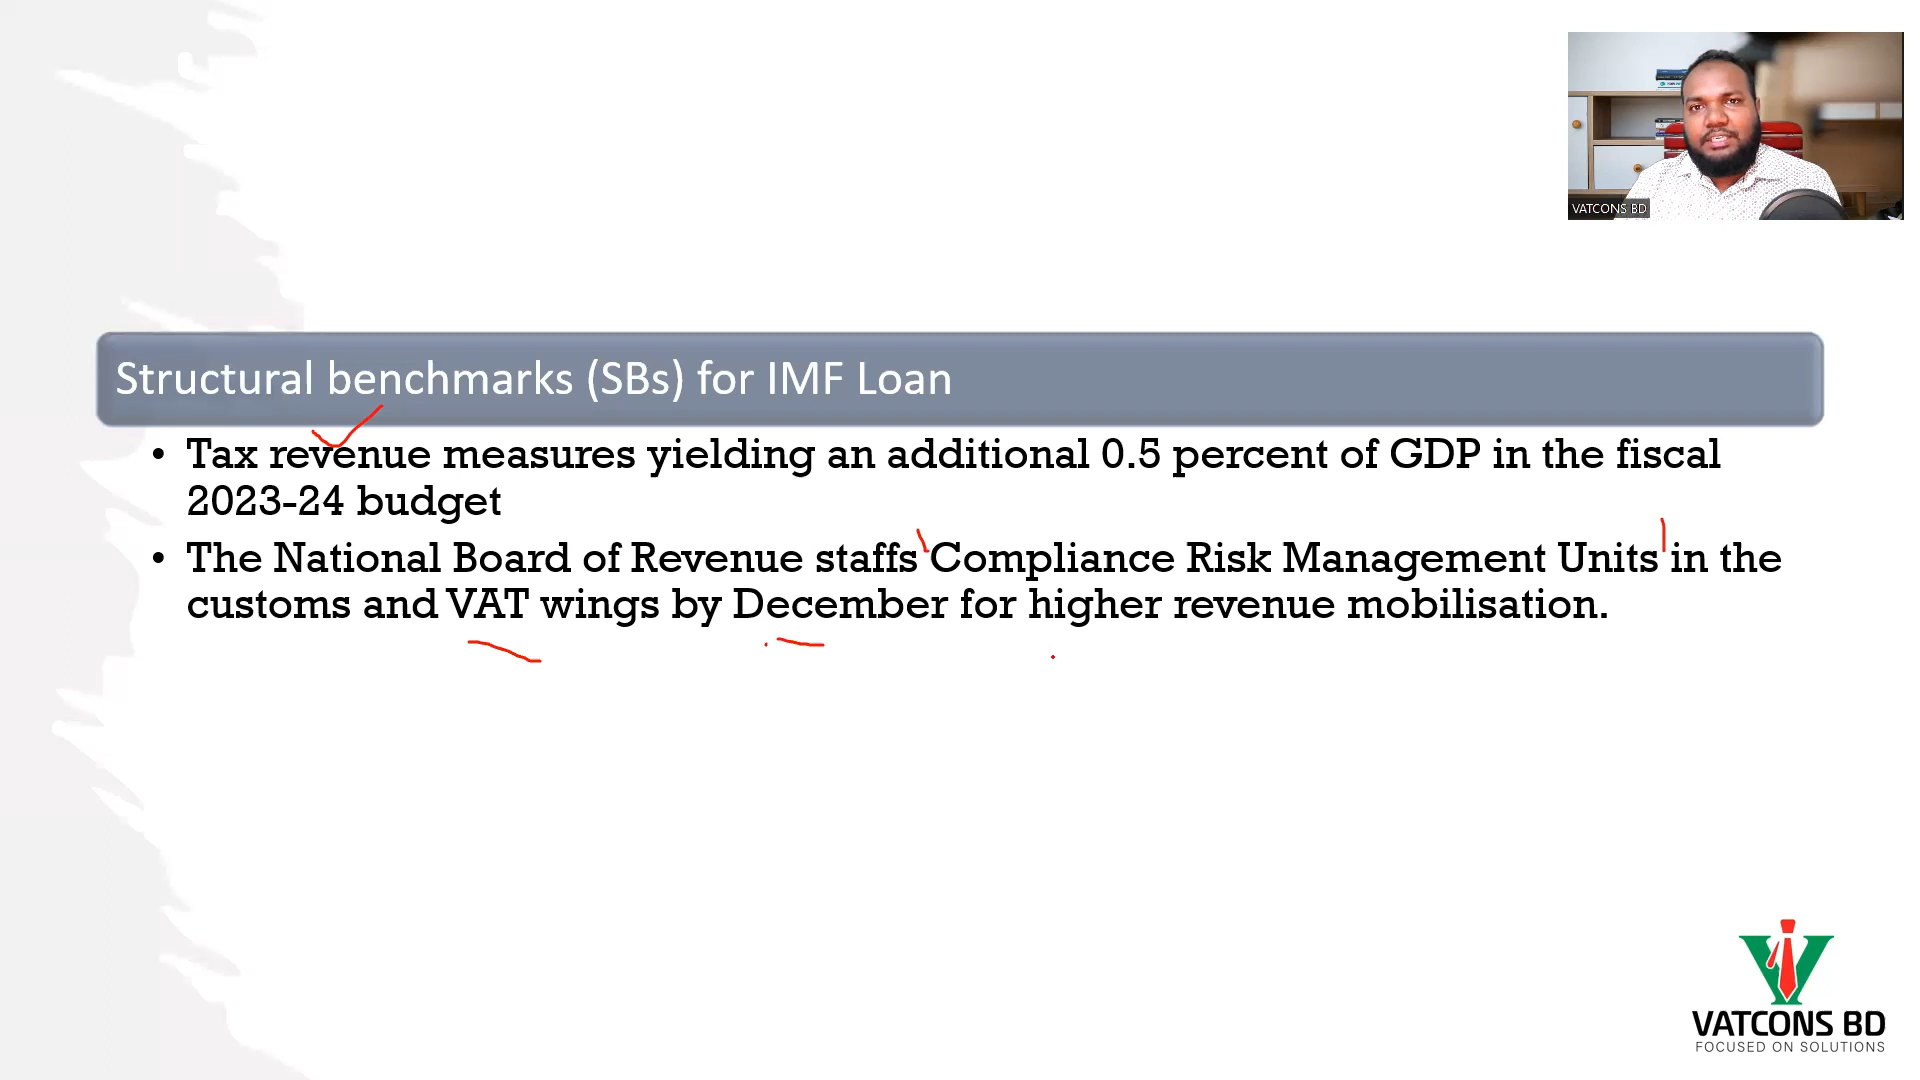 VATCONS BD
Structural benchmarks (SBs) for IMF Loan
• Tax revenue measures yielding an additional 0.5 percent of GDP in the fiscal
2023-24 budget
• The National Board of Revenue staffs Compliance Risk Management Units in the
customs and VAT wings by December for higher revenue mobilisation.
VATCONS BD
FOCUSED ON SOLUTIONS